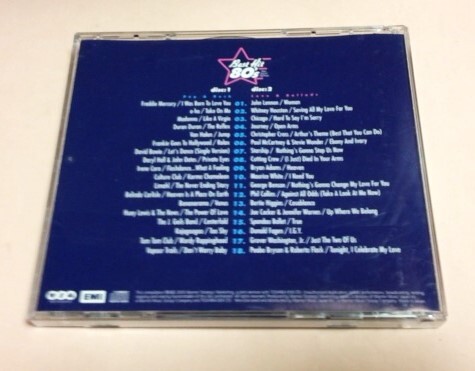 Best Hit
80's
disc: 1 disc: 2
Pop & Rock Love & Ballads
Freddie Mercury / I Was Born To Love You 01. John Lennon / Woman
a-ha / Take On Me 02. Whitney Houston / Saving All My Love For You
Madonna / Like A Virgin 03. Chicago / Hard To Say I'm Sorry
Duran Duran / The Reflex 04. Journey / Open Arms
Van Halen / Jump 05. Christopher Cross / Arthur's Theme (Best That You Can Do)
Frankie Goes To Hollywood / Relax 06. Paul McCartney & Stevie Wonder / Ebony And Ivory
David Bowie / Let's Dance (Single Version) 07. Starship / Nothing's Gonna Stop Us Now
Daryl Hall & John Oates / Private Eyes 08. Cutting Crew / (I Just) Died In Your Arms
Irene Cara / Flashdance...What A Feeling 09. Bryan Adams / Heaven
Culture Club / Karma Chameleon 10. Maurice White / I Need You
Limahl / The Never Ending Story 11. George Benson / Nothing's Gonna Change My Love For You
Belinda Carlisle / Heaven Is A Place On Earth 12. Phil Collins / Against All Odds (Take A Look At Me Now)
Bananarama / Venus 13. Bertie Higgins / Casablanca
Huey Lewis & The News / The Power Of Love 14. Joe Cocker & Jennifer Warnes / Up Where We Belong
The J. Geils Band / Centerfold 15. Spandau Ballet / True
Kajagoogoo / Too Shy 16. Donald Fagen / I.G.Y.
Tom Tom Club / Wordy Rappinghood 17. Grover Washington, Jr. / Just The Two Of Us
Vapour Trails / Don't Worry Baby 18. Peabo Bryson & Roberta Flack / Tonight, I Celebrate My Love
EMI